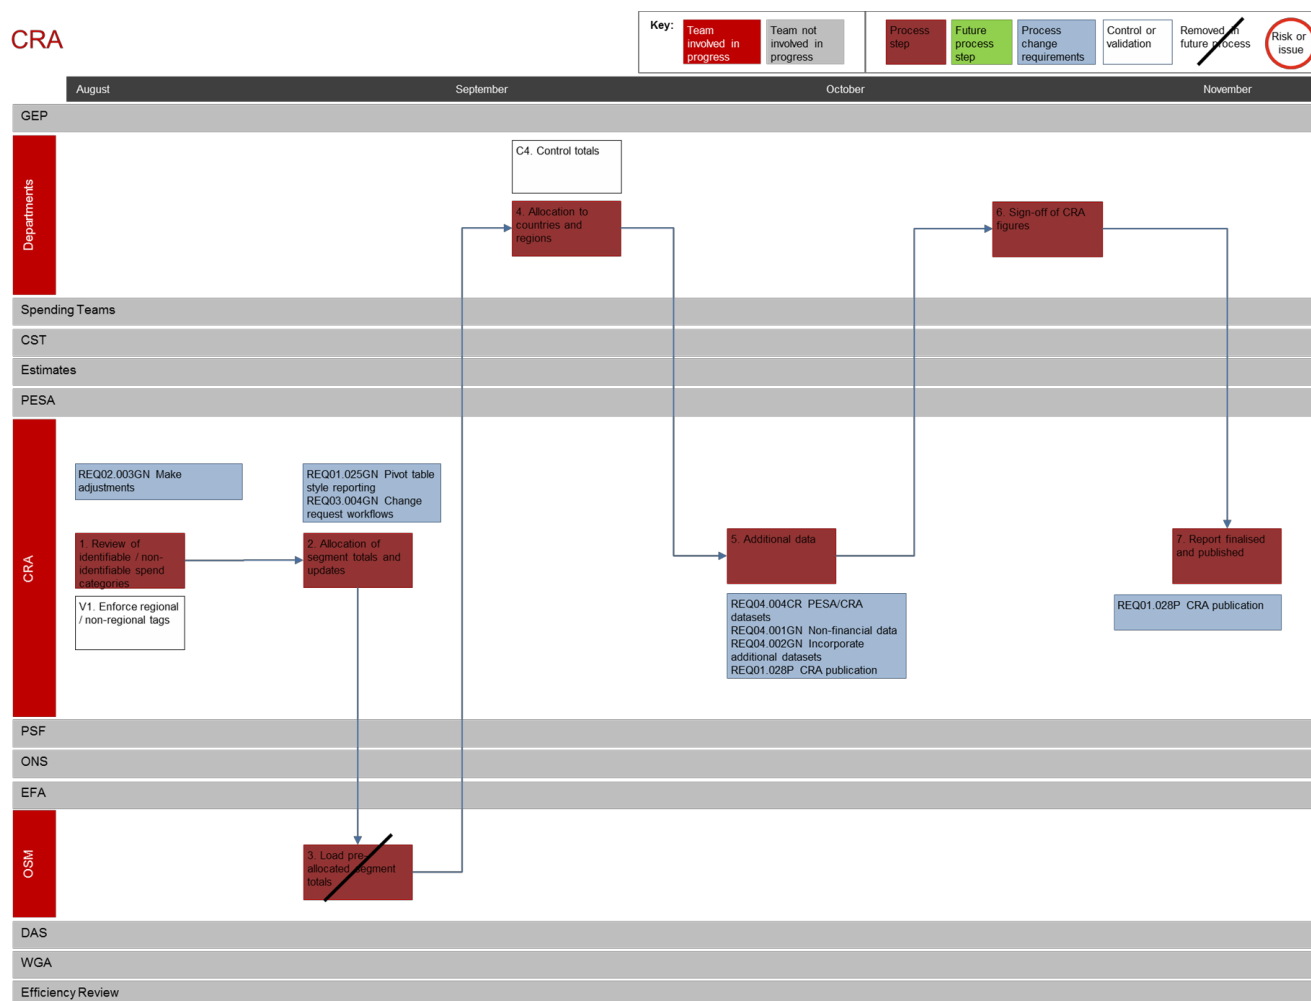 CRA
Key:
Team
involved in
progress
Team not
involved in
progress
Process
step
Future
process
step
Process
change
requirements
Control or
validation
Removed in
future process
Risk or
issue
August
September
October
November
GEP
Departments
C4. Control totals
4. Allocation to
countries and
regions
6. Sign-off of CRA
figures
Spending Teams
CST
Estimates
PESA
CRA
REQ02.003GN Make
adjustments
REQ01.025GN Pivot table
style reporting
REQ03.004GN Change
request workflows
1. Review of
identifiable / non-
identifiable spend
categories
2. Allocation of
segment totals and
updates
5. Additional data
7. Report finalised
and published
V1. Enforce regional
/ non-regional tags
REQ04.004CR PESA/CRA
datasets
REQ04.001GN Non-financial data
REQ04.002GN Incorporate
additional datasets
REQ01.028P CRA publication
REQ01.028P CRA publication
PSF
ONS
EFA
OSM
3. Load pre-
allocated segment
totals
DAS
WGA
Efficiency Review